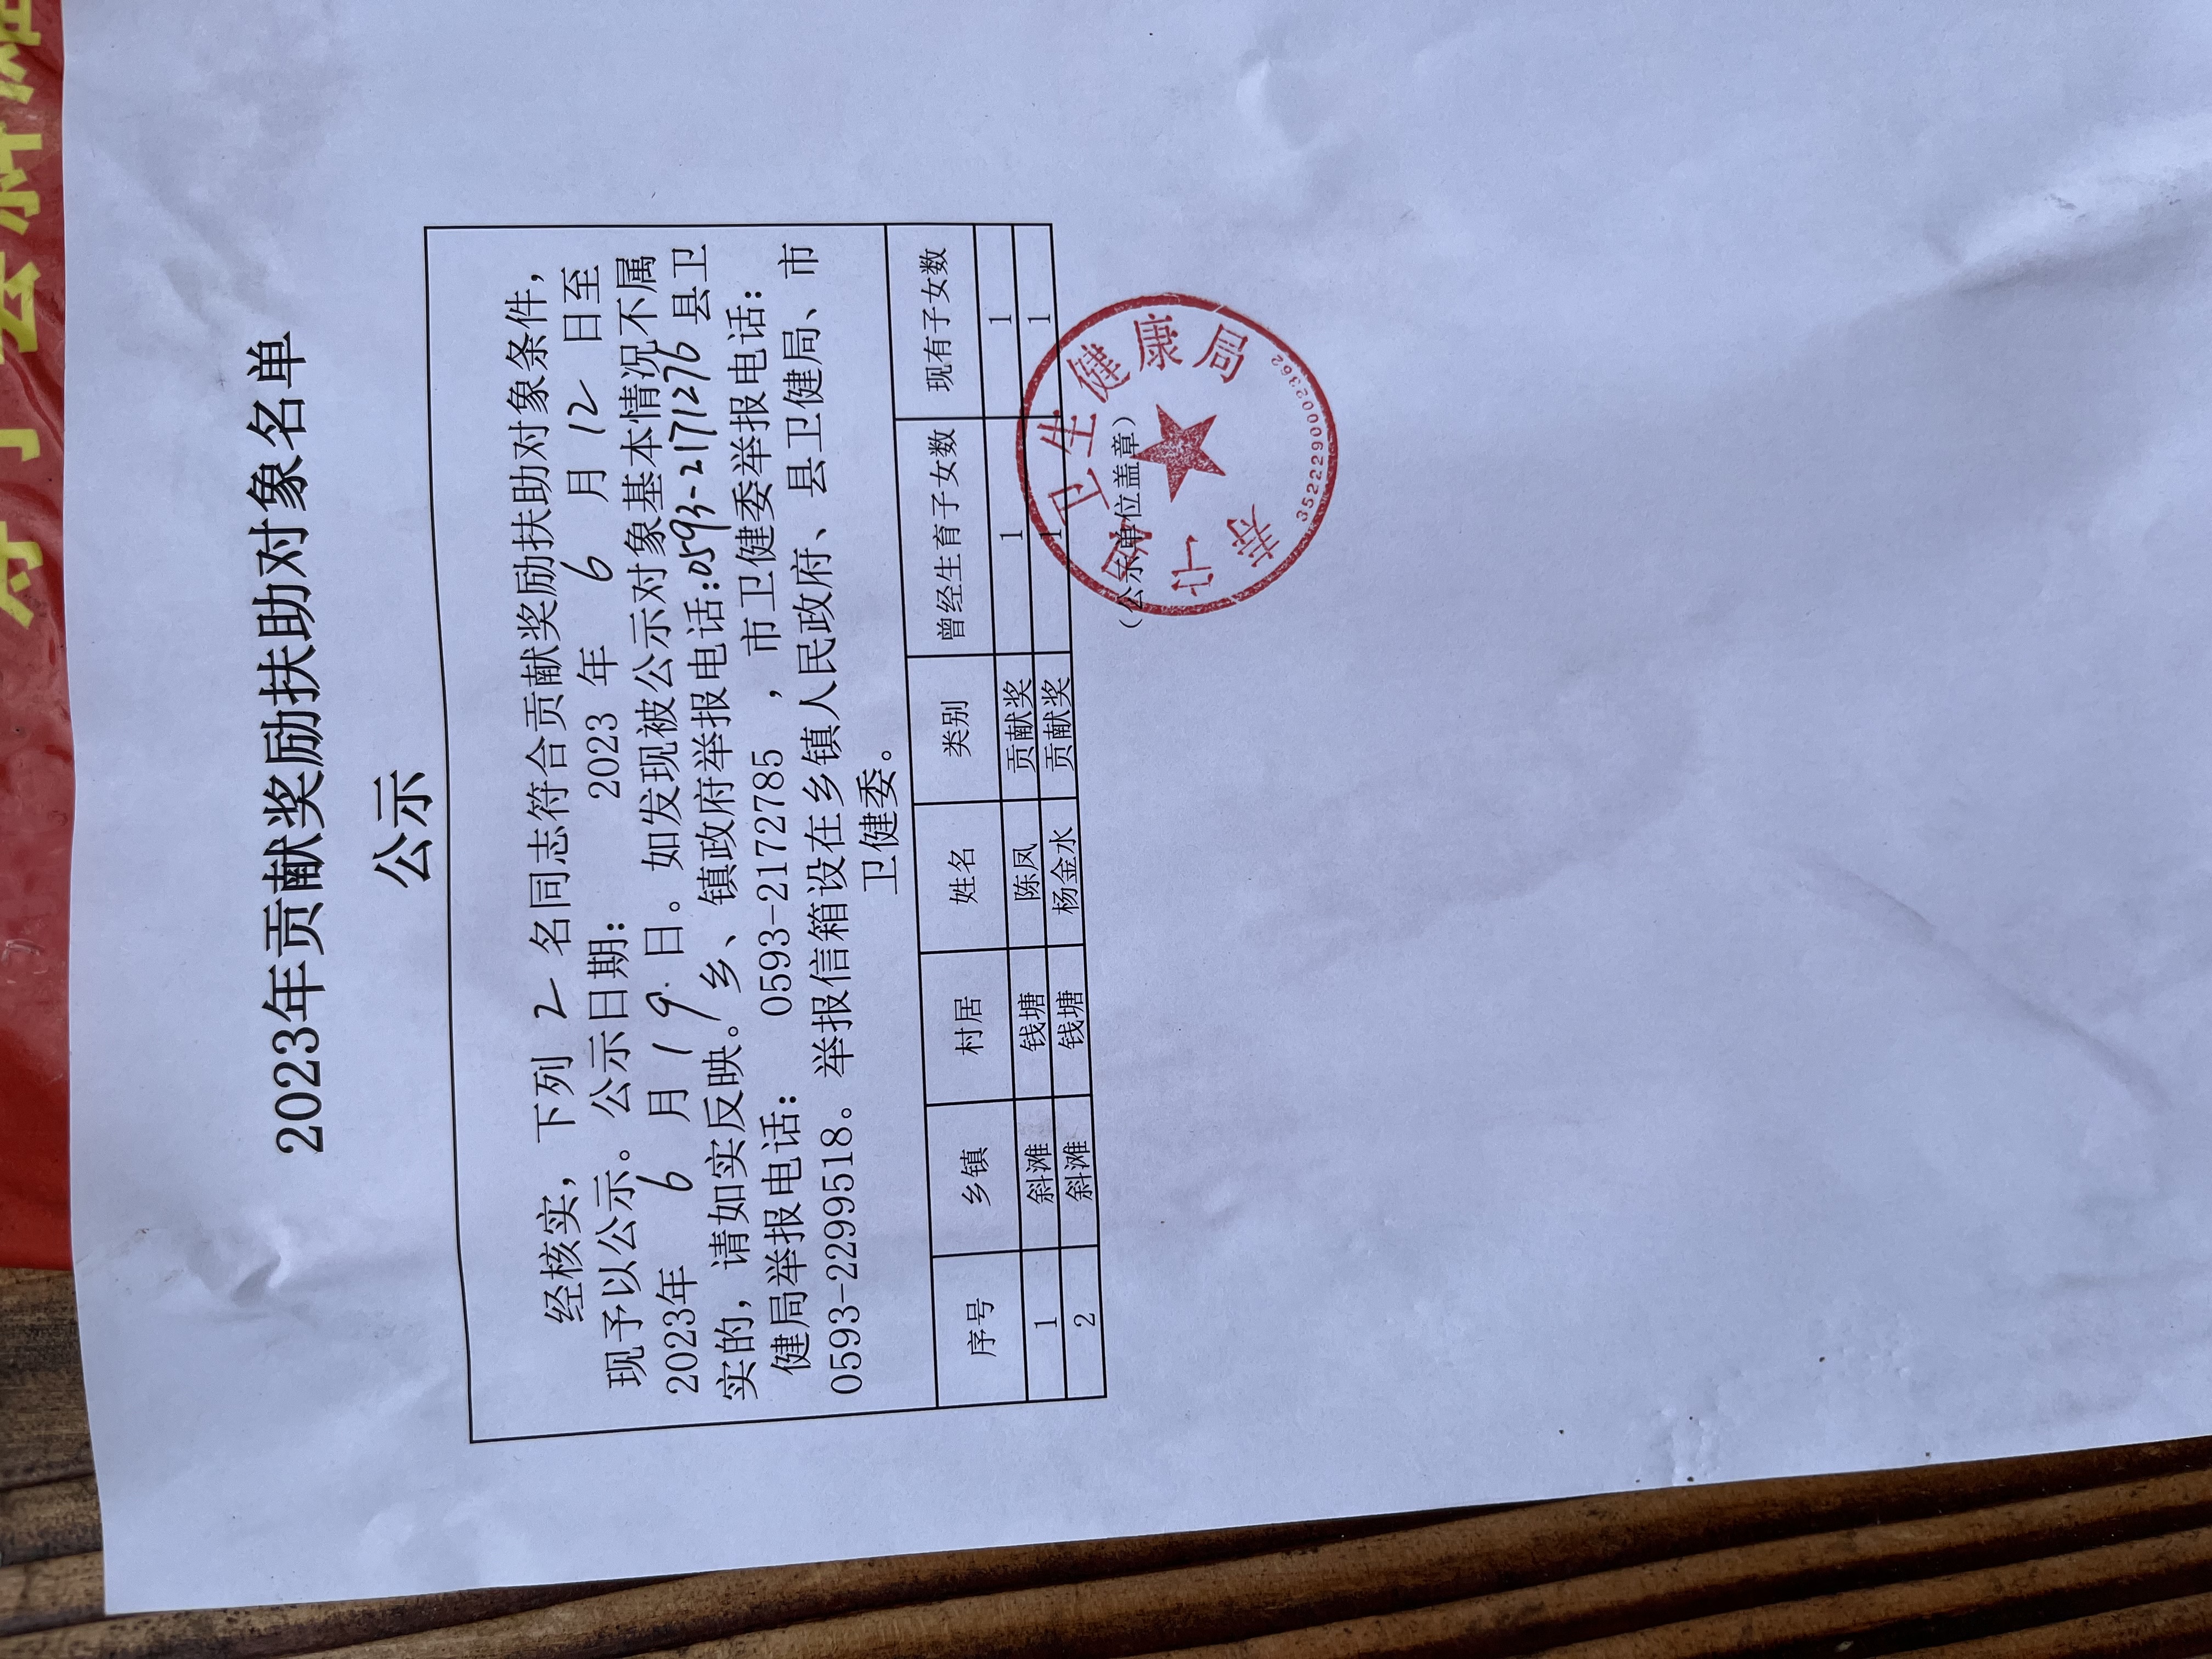 2023年贡献奖励扶助对象名单
公示
经核实，下列 2 名同志符合贡献奖励扶助对象条件，
现予以公示。公示日期： 2023 年 6 月 12 日至
2023年 6 月 19 日。如发现被公示对象基本情况不属
实的，请如实反映。乡、镇政府举报电话:0593-2171276 县卫
健局举报电话： 0593-2172785 ，市卫健委举报电话：
0593-2299518。举报信箱设在乡镇人民政府、县卫健局、市
卫健委。
序号 乡镇 村居 姓名 类别 曾经生育子女数 现有子女数
1 斜滩 钱塘 陈凤 贡献奖 1 1
2 斜滩 钱塘 杨金水 贡献奖 1 1
（公示单位盖章）
寿宁县卫生健康局
3522290002362